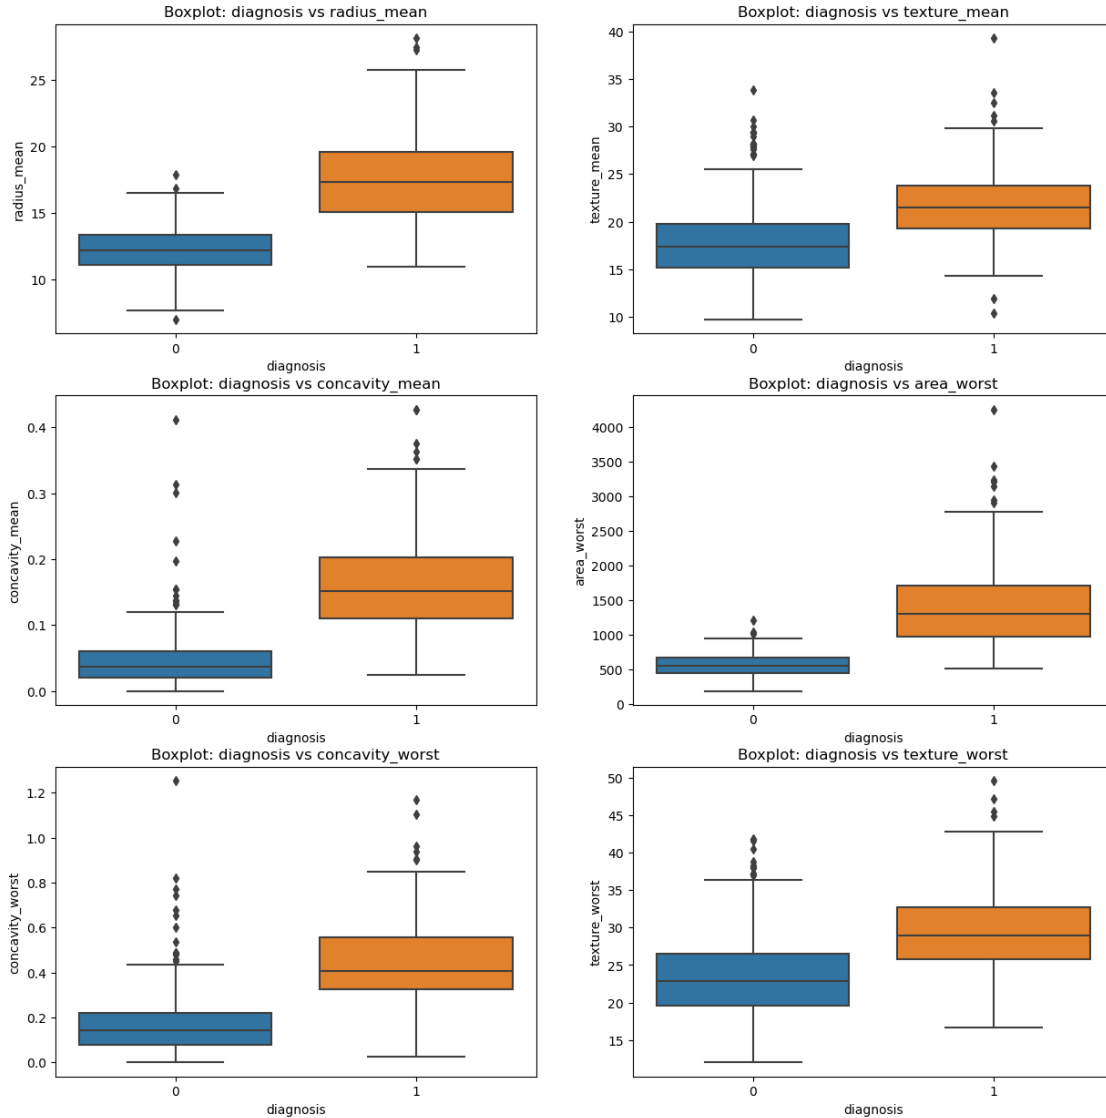 Boxplot: diagnosis vs radius_mean
radius_mean
25
20
15
10
0 1
diagnosis
Boxplot: diagnosis vs texture_mean
texture_mean
40
35
30
25
20
15
10
0 1
diagnosis
Boxplot: diagnosis vs concavity_mean
concavity_mean
0.4
0.3
0.2
0.1
0.0
0 1
diagnosis
Boxplot: diagnosis vs area_worst
area_worst
4000
3500
3000
2500
2000
1500
1000
500
0
0 1
diagnosis
Boxplot: diagnosis vs concavity_worst
concavity_worst
1.2
1.0
0.8
0.6
0.4
0.2
0.0
0 1
diagnosis
Boxplot: diagnosis vs texture_worst
texture_worst
50
45
40
35
30
25
20
15
0 1
diagnosis